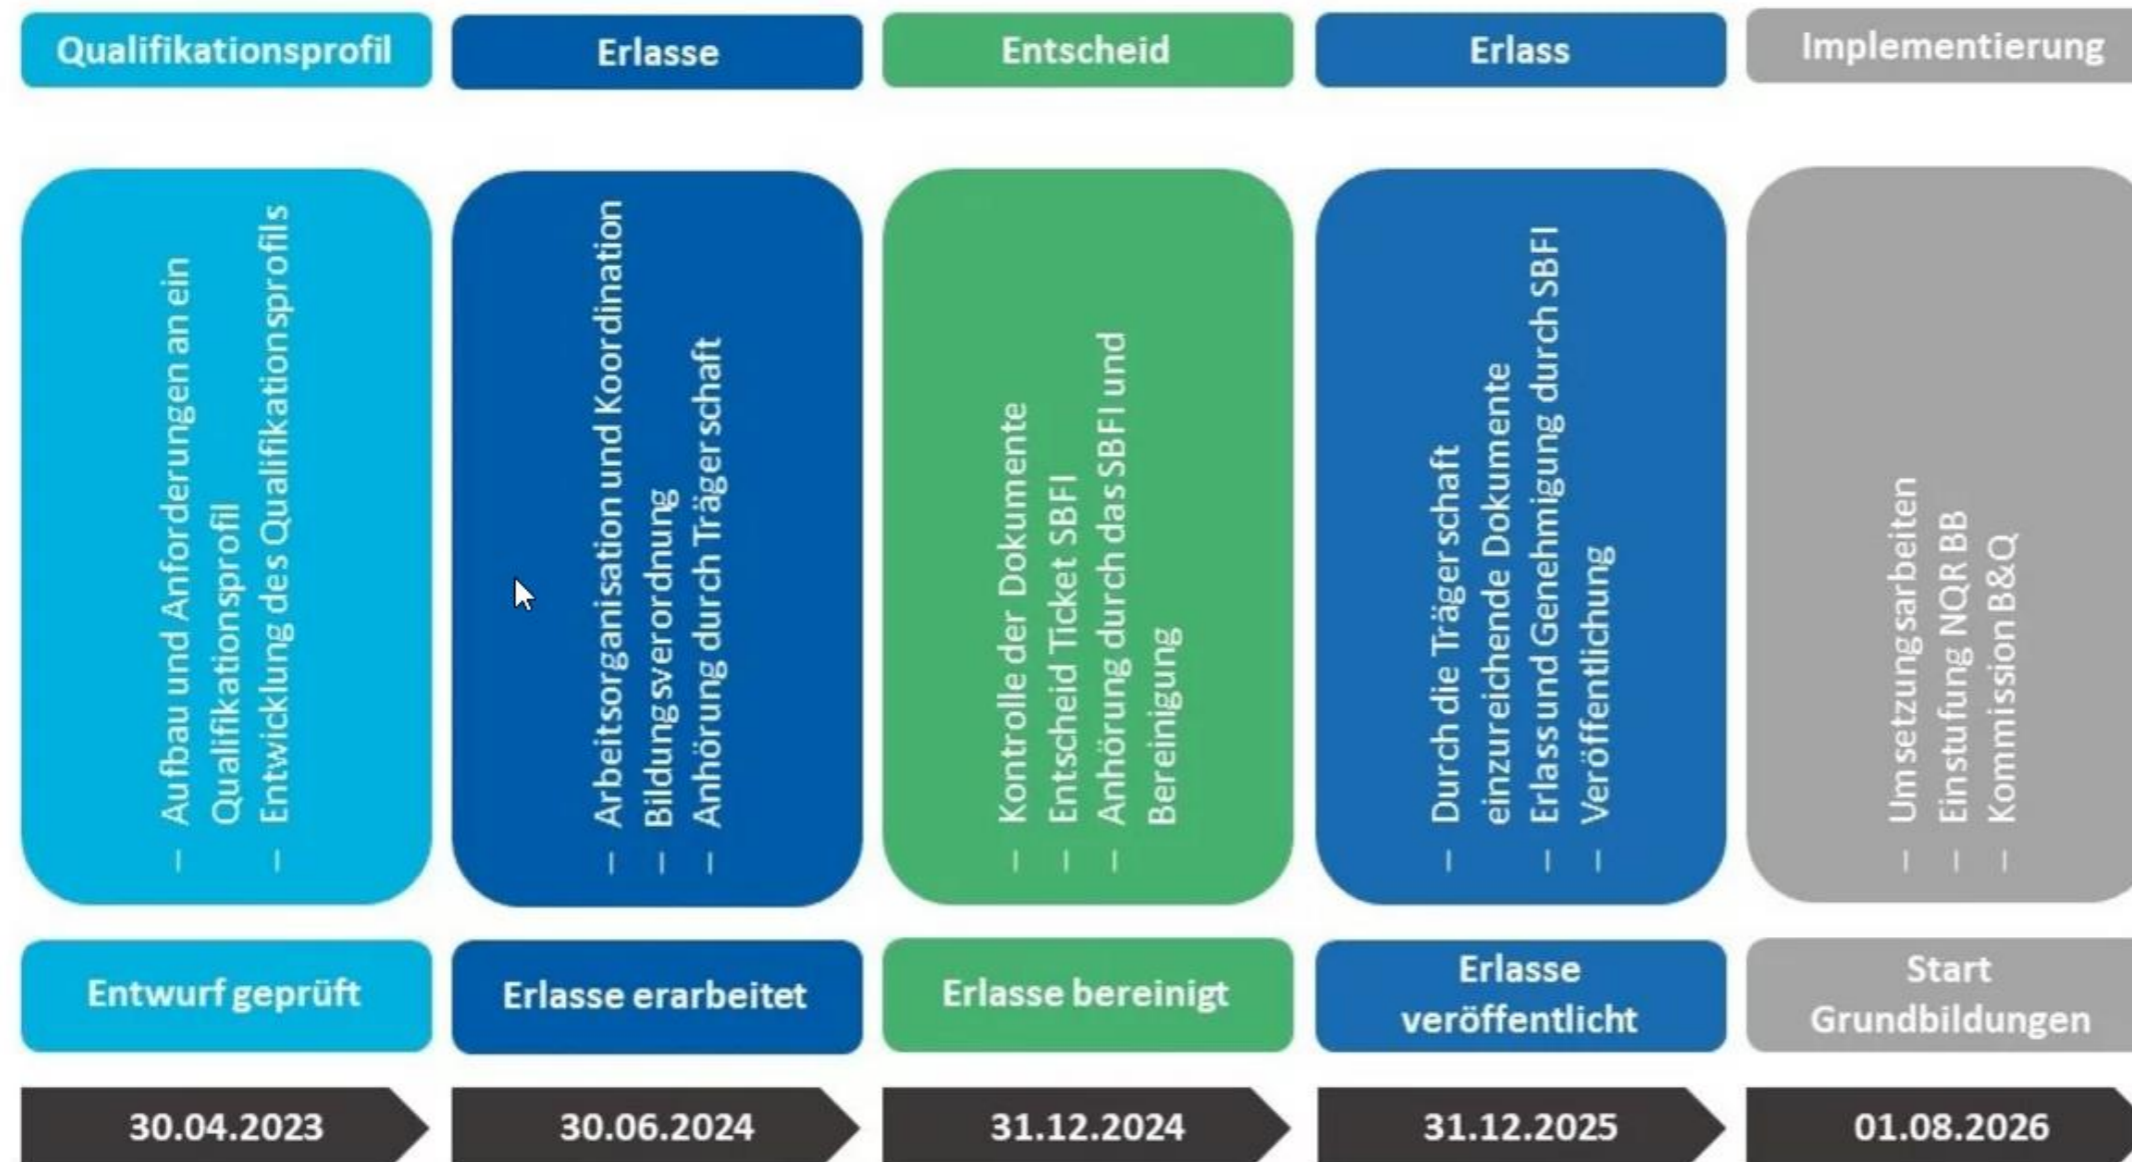 Qualifikationsprofil
Erlasse
Entscheid
Erlass
Implementierung
– Aufbau und Anforderungen an ein
Qualifikationsprofil
– Entwicklung des Qualifikationsprofils
– Arbeitsorganisation und Koordination
– Bildungsverordnung
– Anhörung durch Trägerschaft
– Kontrolle der Dokumente
– Entscheid Ticket SBFI
– Anhörung durch das SBFI und
Bereinigung
– Durch die Trägerschaft
einzureichende Dokumente
– Erlass und Genehmigung durch SBFI
– Veröffentlichung
– Umsetzungsarbeiten
– Einstufung NQR BB
– Kommission B&Q
Entwurf geprüft
Erlasse erarbeitet
Erlasse bereinigt
Erlasse
veröffentlicht
Start
Grundbildungen
30.04.2023
30.06.2024
31.12.2024
31.12.2025
01.08.2026